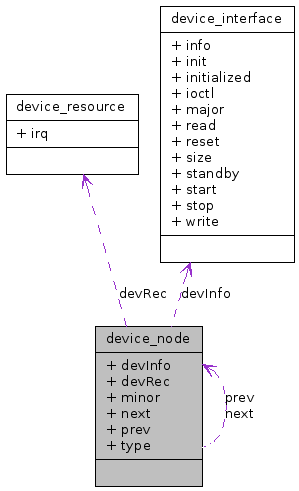 device_interface
+ info
+ init
+ initialized
+ ioctl
+ major
+ read
+ reset
+ size
+ standby
+ start
+ stop
+ write
device_resource
+ irq
devRec
devInfo
device_node
+ devInfo
+ devRec
+ minor
+ next
+ prev
+ type
prev
next